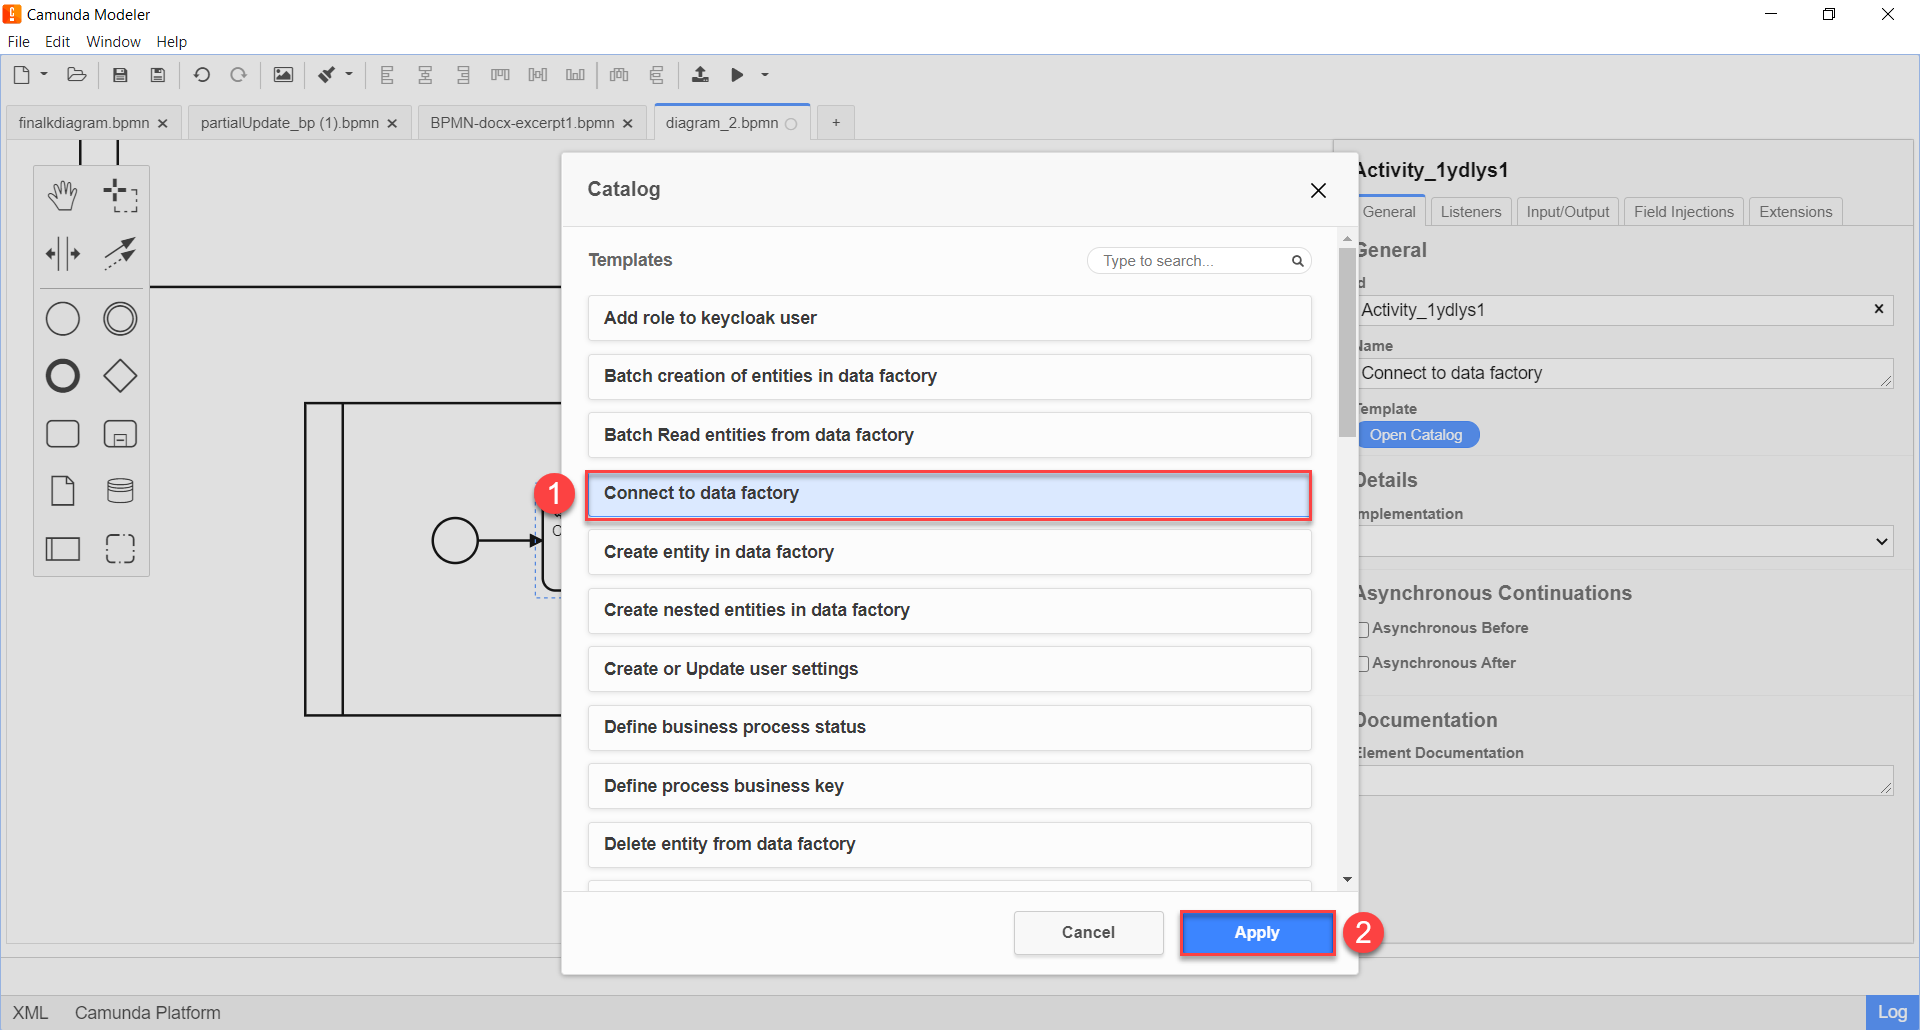 Camunda Modeler
File Edit Window Help
finalkdiagram.bpmn
partialUpdate_bp (1).bpmn
BPMN-docx-excerpt1.bpmn
diagram_2.bpmn
+
Catalog
Templates
Type to search...
Add role to keycloak user
Batch creation of entities in data factory
Batch Read entities from data factory
1
Connect to data factory
Create entity in data factory
Create nested entities in data factory
Create or Update user settings
Define business process status
Define process business key
Delete entity from data factory
Cancel
Apply
2
Activity_1ydlys1
General Listeners Input/Output Field Injections Extensions
General
Id
Activity_1ydlys1
Name
Connect to data factory
Template
Open Catalog
Details
Implementation
Asynchronous Continuations
Asynchronous Before
Asynchronous After
Documentation
Element Documentation
XML Camunda Platform
Log